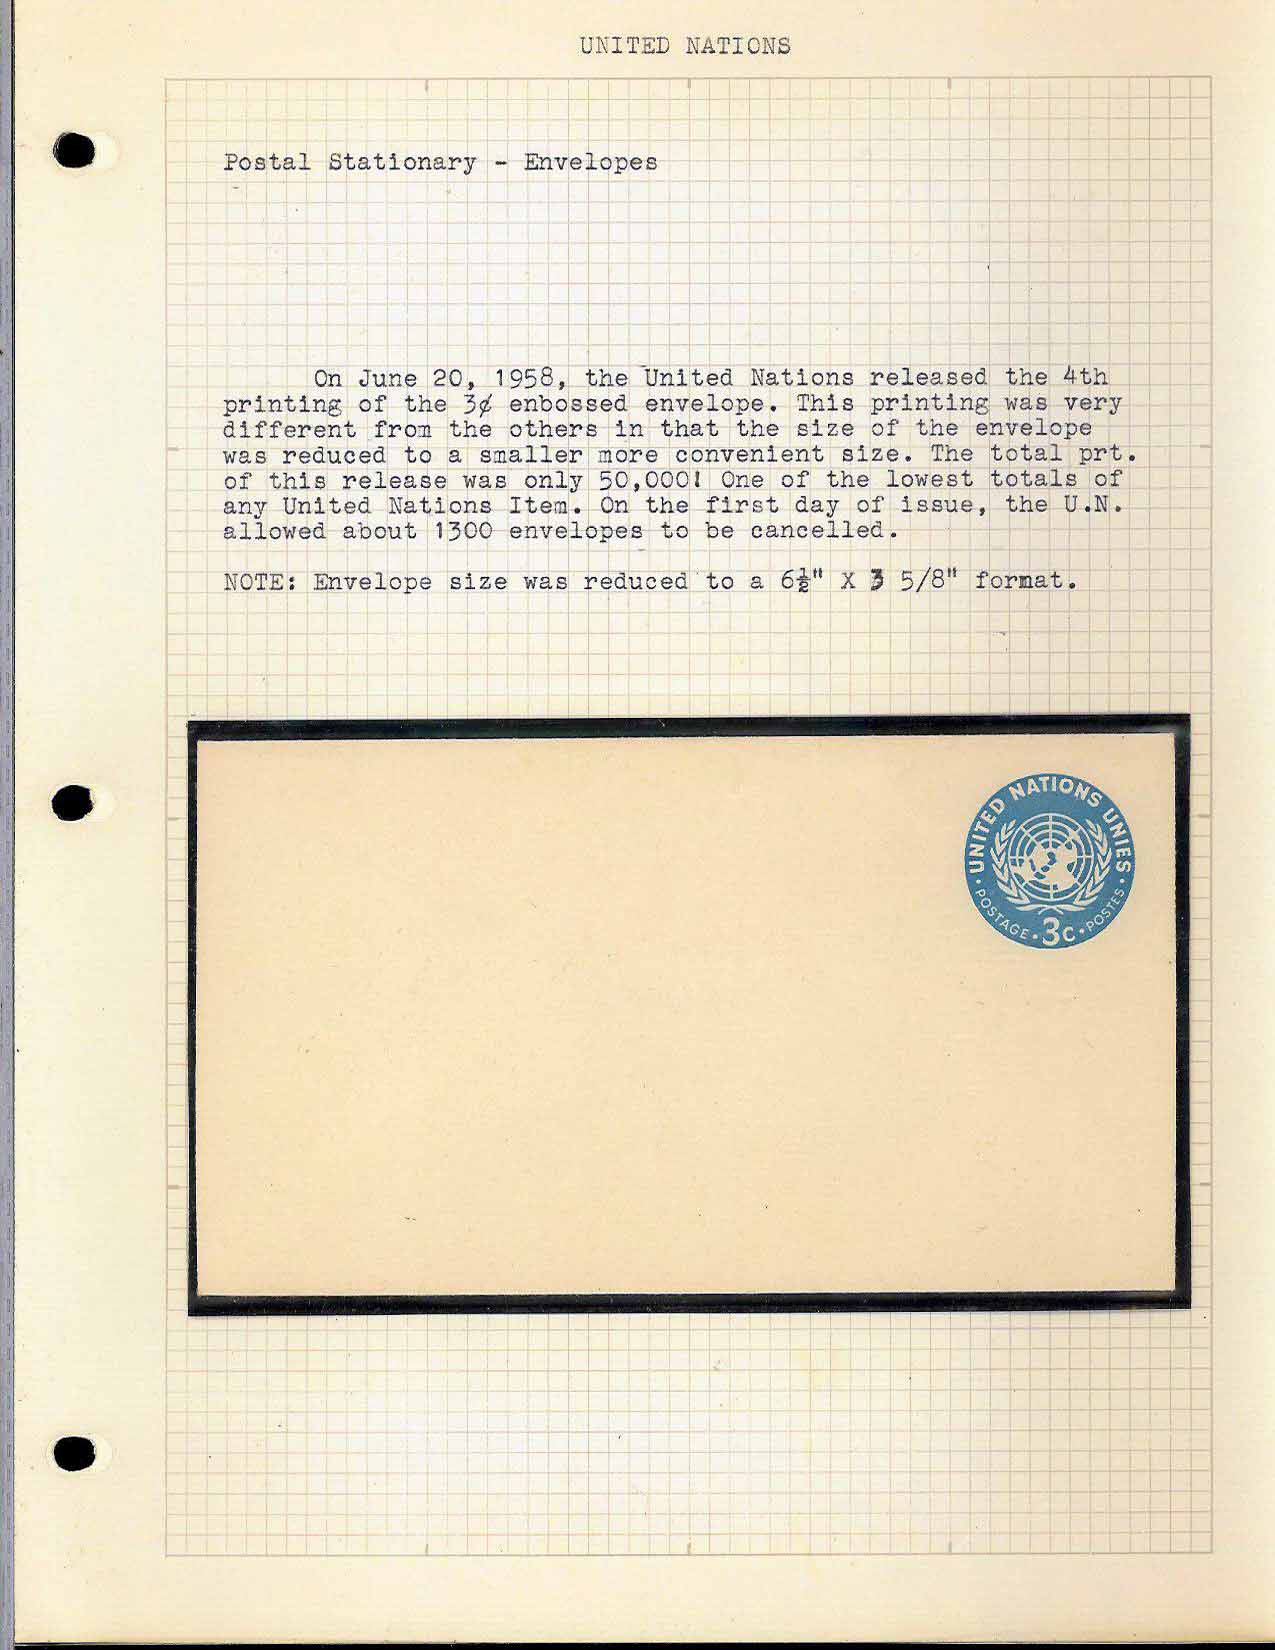 UNITED NATIONS
Postal Stationary - Envelopes
On June 20, 1958, the United Nations released the 4th
printing of the 3¢ enbossed envelope. This printing was very
different from the others in that the size of the envelope
was reduced to a smaller more convenient size. The total prt.
of this release was only 50,000! One of the lowest totals of
any United Nations Item. On the first day of issue, the U.N.
allowed about 1300 envelopes to be cancelled.
NOTE: Envelope size was reduced to a 6½" X 3 5/8" format.
UNITED NATIONS UNIES
· POSTAGE · 3c · POSTES ·